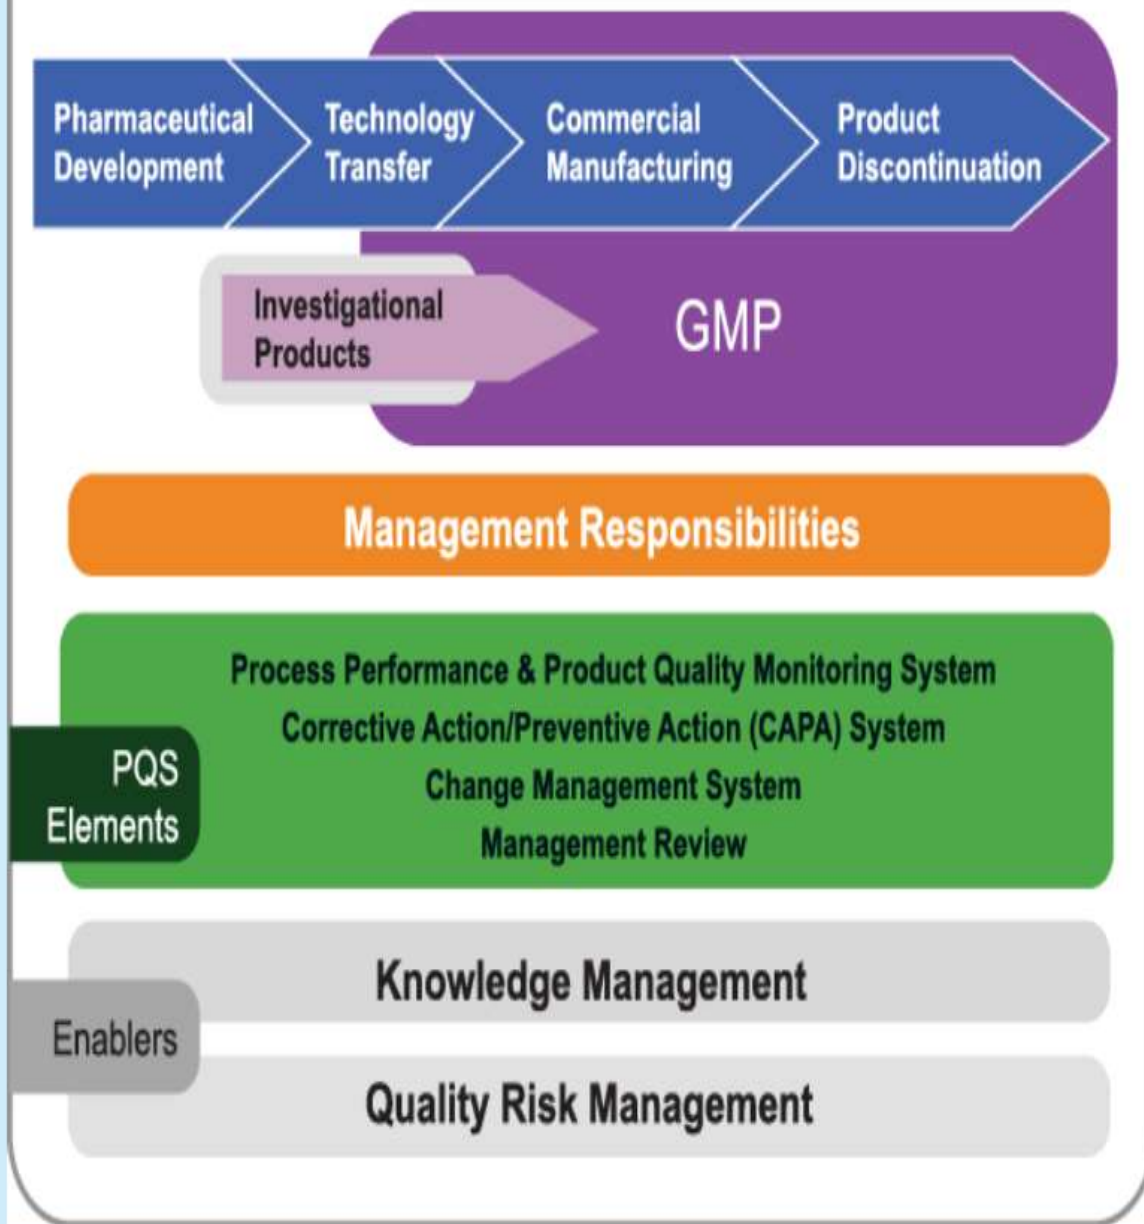 Pharmaceutical
Development
Technology
Transfer
Commercial
Manufacturing
Product
Discontinuation
Investigational
Products
GMP
Management Responsibilities
Process Performance & Product Quality Monitoring System
Corrective Action/Preventive Action (CAPA) System
Change Management System
Management Review
PQS
Elements
Knowledge Management
Enablers
Quality Risk Management